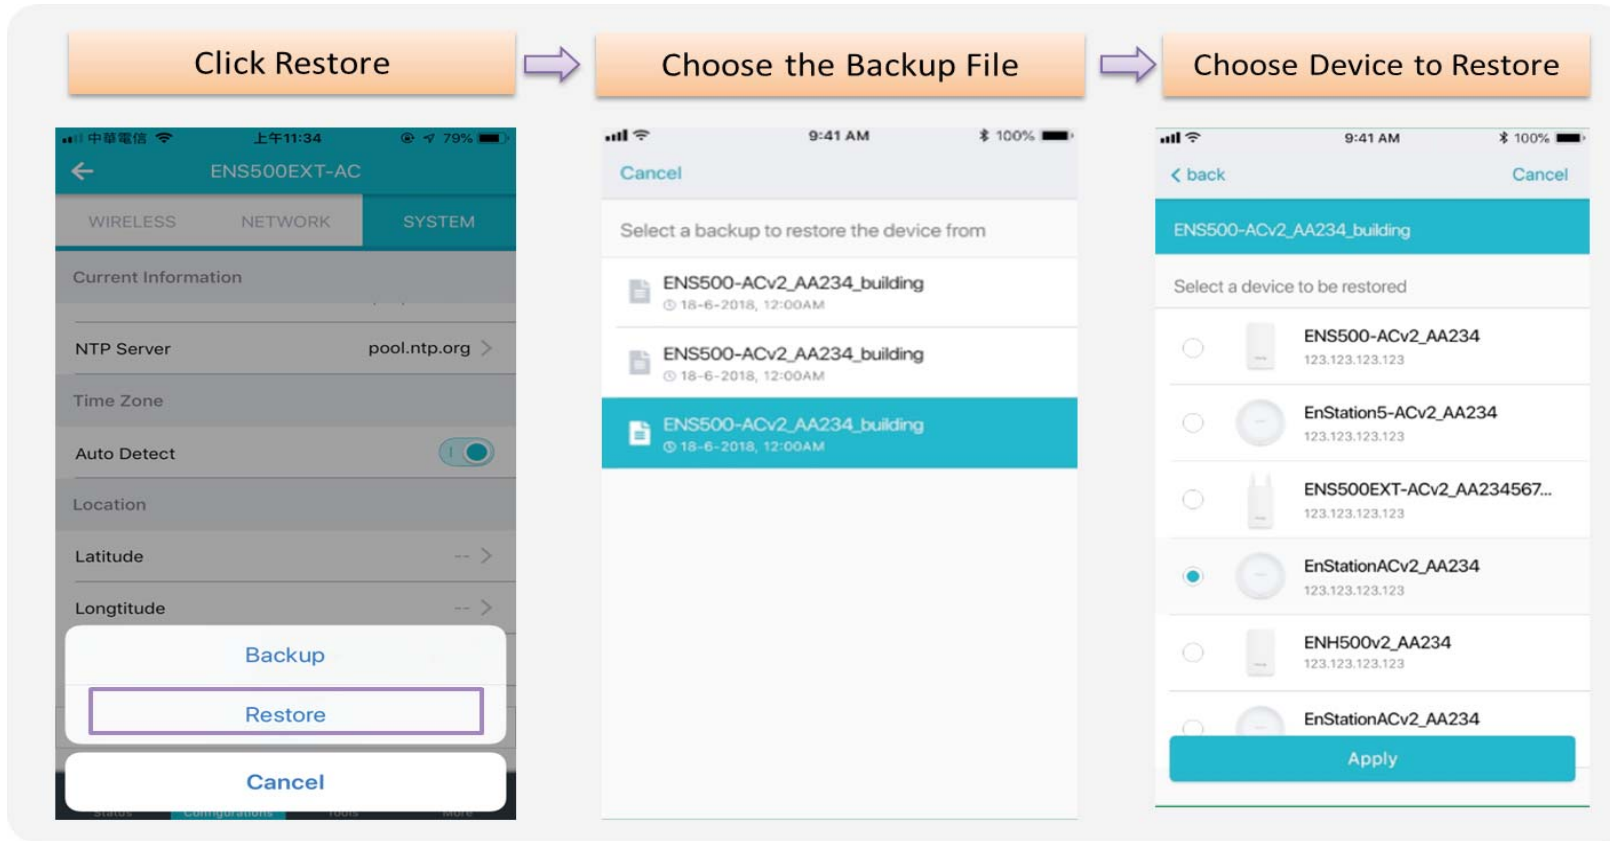 Click Restore
Choose the Backup File
Choose Device to Restore
中華電信
上午11:34
79%
ENS500EXT-AC
WIRELESS NETWORK SYSTEM
Current Information
NTP Server pool.ntp.org >
Time Zone
Auto Detect
Location
Latitude -- >
Longtitude -- >
Backup
Restore
Cancel
Status Configurations Tools More
9:41 AM 100%
Cancel
Select a backup to restore the device from
ENS500-ACv2_AA234_building
18-6-2018, 12:00AM
ENS500-ACv2_AA234_building
18-6-2018, 12:00AM
ENS500-ACv2_AA234_building
18-6-2018, 12:00AM
9:41 AM 100%
< back Cancel
ENS500-ACv2_AA234_building
Select a device to be restored
ENS500-ACv2_AA234
123.123.123.123
EnStation5-ACv2_AA234
123.123.123.123
ENS500EXT-ACv2_AA234567...
123.123.123.123
EnStationACv2_AA234
123.123.123.123
ENH500v2_AA234
123.123.123.123
EnStationACv2_AA234
Apply